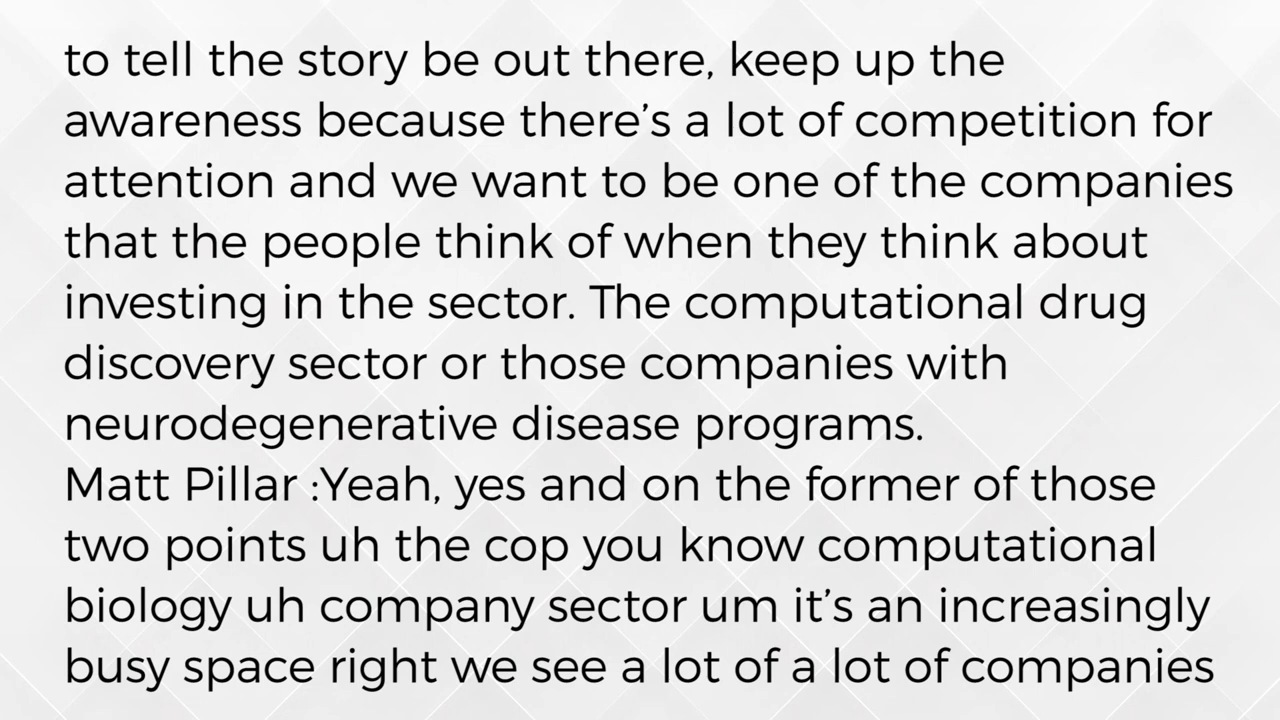 to tell the story be out there, keep up the
awareness because there’s a lot of competition for
attention and we want to be one of the companies
that the people think of when they think about
investing in the sector. The computational drug
discovery sector or those companies with
neurodegenerative disease programs.
Matt Pillar :Yeah, yes and on the former of those
two points uh the cop you know computational
biology uh company sector um it’s an increasingly
busy space right we see a lot of a lot of companies